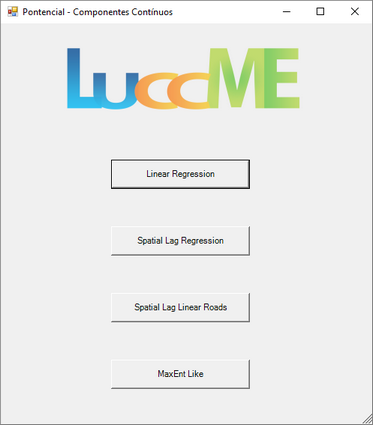 Pontencial - Componentes Contínuos
LuccME
Linear Regression
Spatial Lag Regression
Spatial Lag Linear Roads
MaxEnt Like